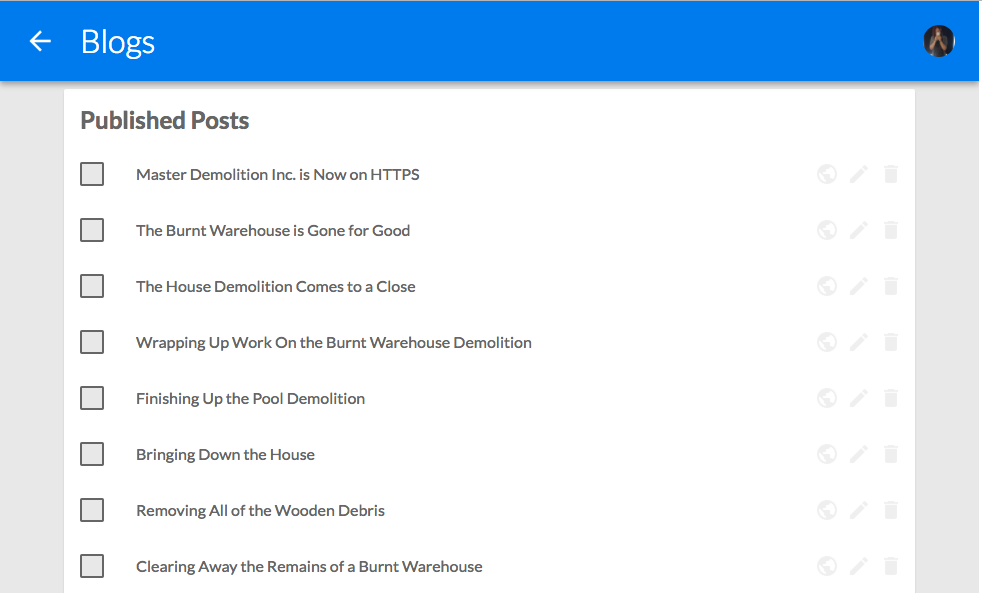 Blogs
Published Posts
Master Demolition Inc. is Now on HTTPS
The Burnt Warehouse is Gone for Good
The House Demolition Comes to a Close
Wrapping Up Work On the Burnt Warehouse Demolition
Finishing Up the Pool Demolition
Bringing Down the House
Removing All of the Wooden Debris
Clearing Away the Remains of a Burnt Warehouse